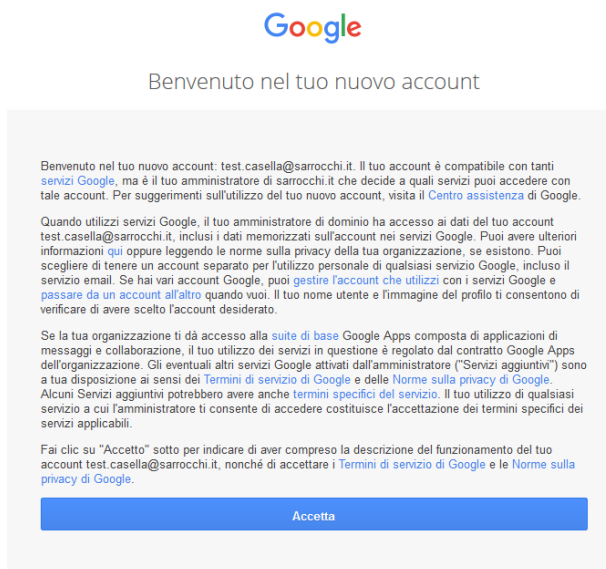 Google
Benvenuto nel tuo nuovo account
Benvenuto nel tuo nuovo account: test.casella@sarrocchi.it. Il tuo account è compatibile con tanti
servizi Google, ma è il tuo amministratore di sarrocchi.it che decide a quali servizi puoi accedere con
tale account. Per suggerimenti sull'utilizzo del tuo nuovo account, visita il Centro assistenza di Google.
Quando utilizzi servizi Google, il tuo amministratore di dominio ha accesso ai dati del tuo account
test.casella@sarrocchi.it, inclusi i dati memorizzati sull'account nei servizi Google. Puoi avere ulteriori
informazioni qui oppure leggendo le norme sulla privacy della tua organizzazione, se esistono. Puoi
scegliere di tenere un account separato per l'utilizzo personale di qualsiasi servizio Google, incluso il
servizio email. Se hai vari account Google, puoi gestire l'account che utilizzi con i servizi Google e
passare da un account all'altro quando vuoi. Il tuo nome utente e l'immagine del profilo ti consentono di
verificare di avere scelto l'account desiderato.
Se la tua organizzazione ti dà accesso alla suite di base Google Apps composta di applicazioni di
messaggi e collaborazione, il tuo utilizzo dei servizi in questione è regolato dal contratto Google Apps
dell'organizzazione. Gli eventuali altri servizi Google attivati dall'amministratore ("Servizi aggiuntivi") sono
a tua disposizione ai sensi dei Termini di servizio di Google e delle Norme sulla privacy di Google.
Alcuni Servizi aggiuntivi potrebbero avere anche termini specifici del servizio. Il tuo utilizzo di qualsiasi
servizio a cui l'amministratore ti consente di accedere costituisce l'accettazione dei termini specifici dei
servizi applicabili.
Fai clic su "Accetto" sotto per indicare di aver compreso la descrizione del funzionamento del tuo
account test.casella@sarrocchi.it, nonché di accettare i Termini di servizio di Google e le Norme sulla
privacy di Google.
Accetta